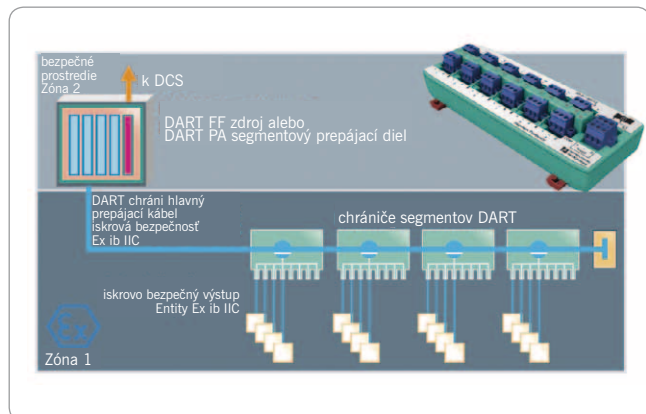 bezpečné
prostredie
Zóna 2
k DCS
DART FF zdroj alebo
DART PA segmentový prepájací diel
DART chráni hlavný
prepájací kábel
iskrová bezpečnosť
Ex ib IIC
chrániče segmentov DART
iskrovo bezpečný výstup
Entity Ex ib IIC
Ex
Zóna 1